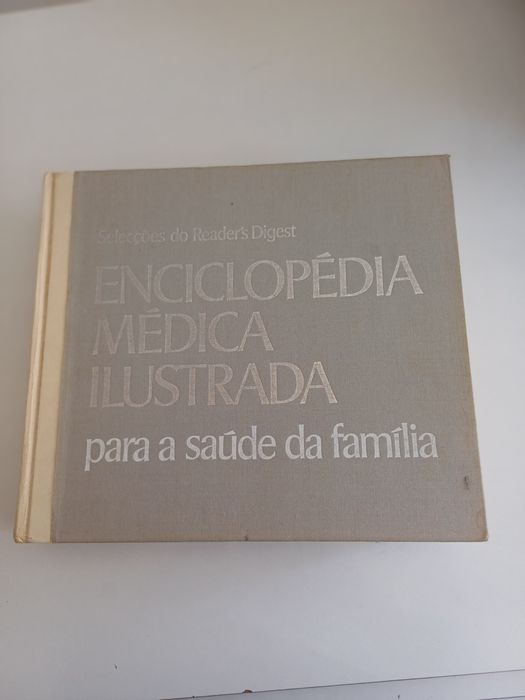 Selecções do Reader's Digest
ENCICLOPÉDIA
MÉDICA
ILUSTRADA
para a saúde da família